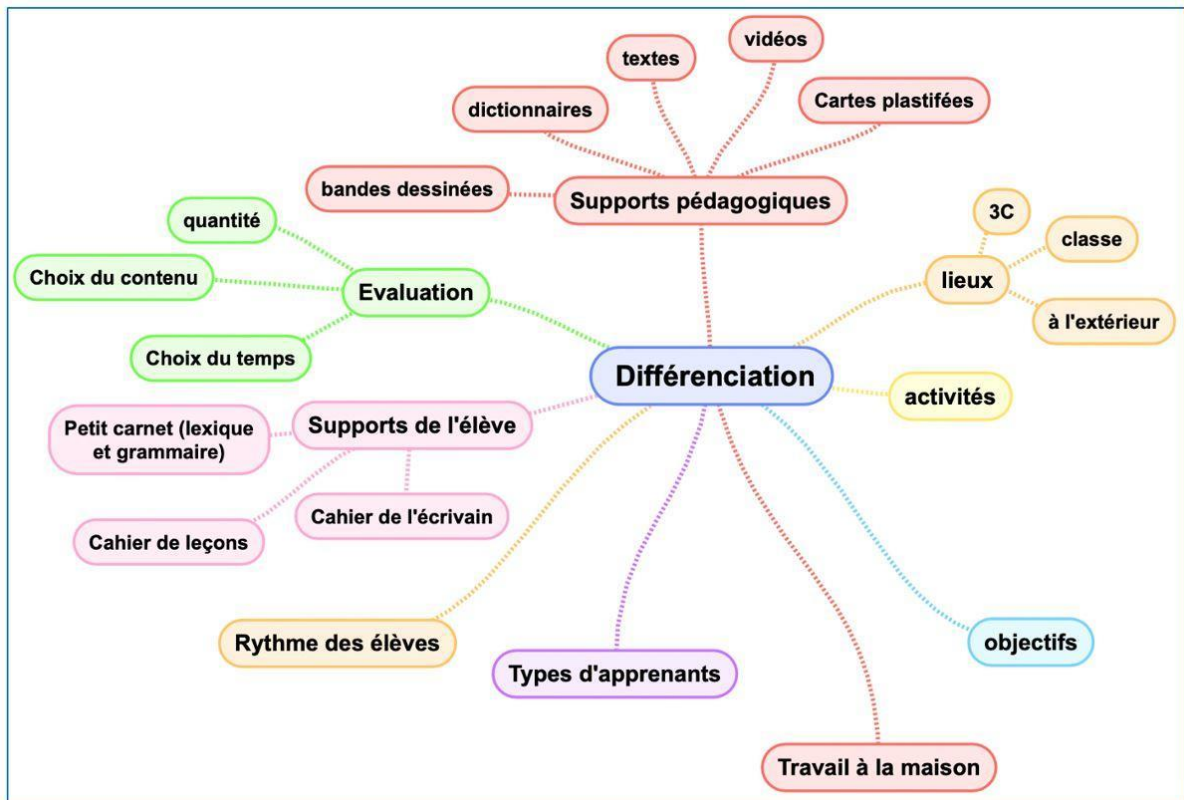 vidéos
textes
Cartes plastifées
dictionnaires
bandes dessinées
Supports pédagogiques
quantité
3C
classe
Choix du contenu
Evaluation
lieux
à l'extérieur
Choix du temps
Différenciation
activités
Petit carnet (lexique
et grammaire)
Supports de l'élève
Cahier de l'écrivain
Cahier de leçons
Rythme des élèves
objectifs
Types d'apprenants
Travail à la maison